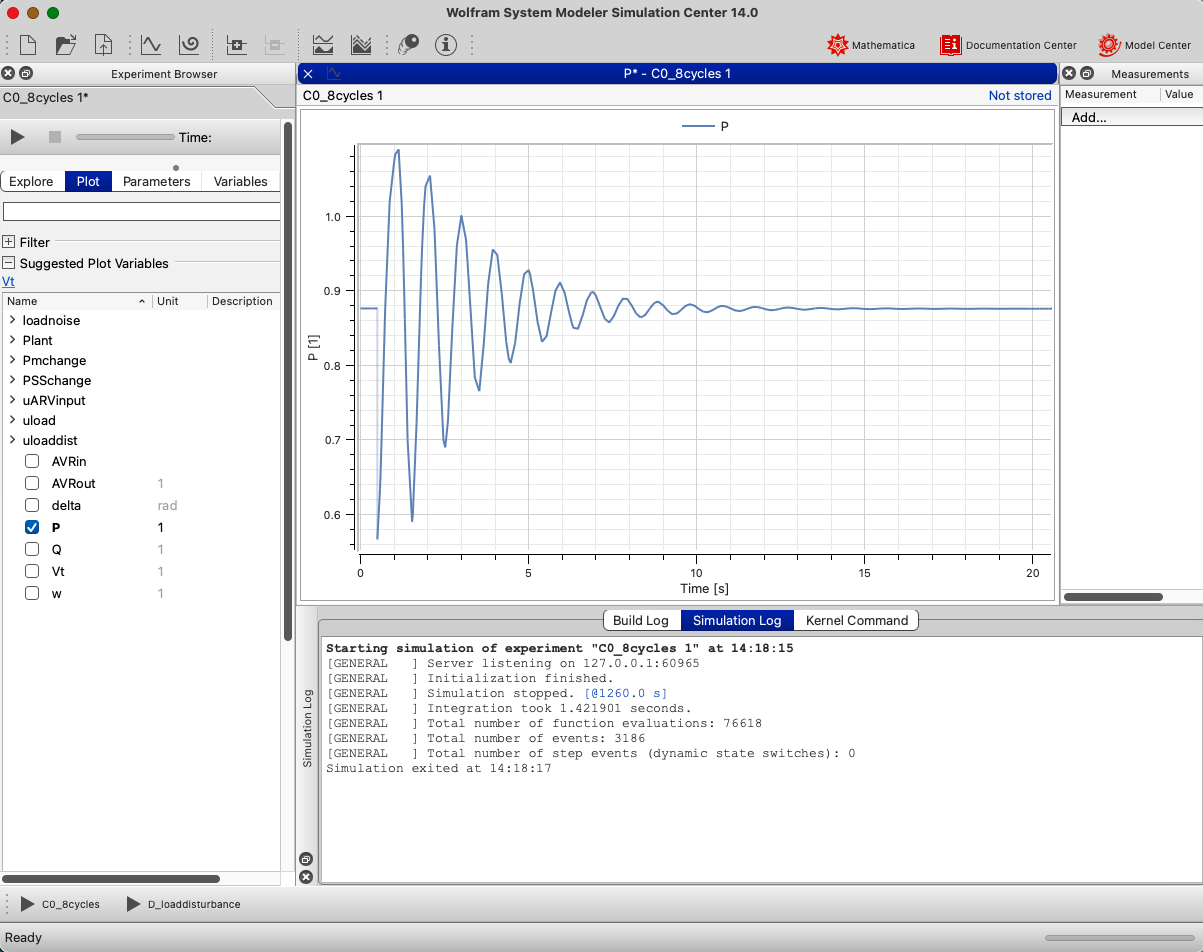 Wolfram System Modeler Simulation Center 14.0
Mathematica
Documentation Center
Model Center
Experiment Browser
C0_8cycles 1*
Time:
Explore
Plot
Parameters
Variables
Filter
Suggested Plot Variables
Vt
Name Unit Description
loadnoise
Plant
Pmchange
PSSchange
uARVinput
uload
uloaddist
AVRin
AVRout 1
delta rad
P 1
Q 1
Vt 1
w 1
P* - C0_8cycles 1
C0_8cycles 1
Not stored
P
1.0
0.9
0.8
0.7
0.6
P [1]
0 5 10 15 20
Time [s]
Measurements
Measurement Value
Add...
Build Log
Simulation Log
Kernel Command
Simulation Log
Starting simulation of experiment "C0_8cycles 1" at 14:18:15
[GENERAL ] Server listening on 127.0.0.1:60965
[GENERAL ] Initialization finished.
[GENERAL ] Simulation stopped. [@1260.0 s]
[GENERAL ] Integration took 1.421901 seconds.
[GENERAL ] Total number of function evaluations: 76618
[GENERAL ] Total number of events: 3186
[GENERAL ] Total number of step events (dynamic state switches): 0
Simulation exited at 14:18:17
C0_8cycles
D_loaddisturbance
Ready